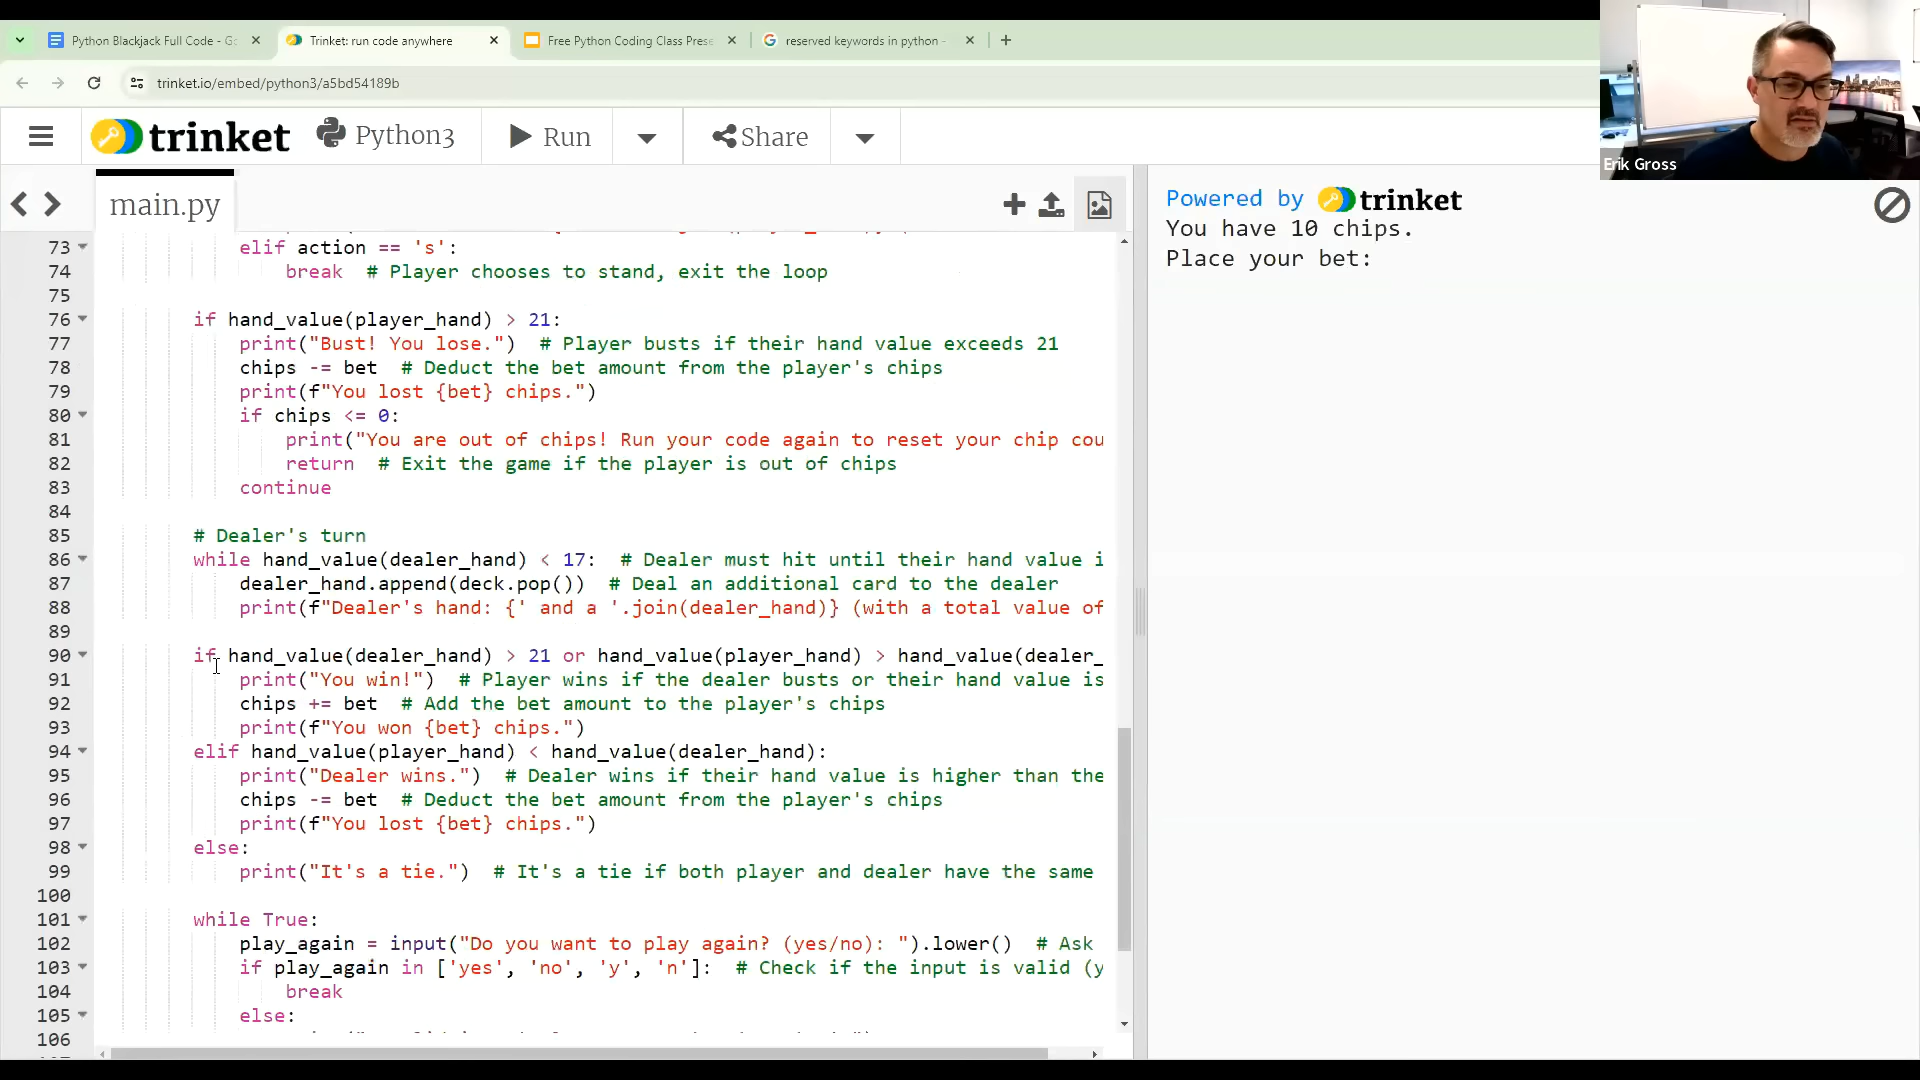 Python Blackjack Full Code - Go
Trinket: run code anywhere
Free Python Coding Class Prese
reserved keywords in python -
trinket.io/embed/python3/a5bd54189b
trinket
Python3
Run
Share
Erik Gross
main.py
73 elif action == 's':
74 break # Player chooses to stand, exit the loop
75
76 if hand_value(player_hand) > 21:
77 print("Bust! You lose.") # Player busts if their hand value exceeds 21
78 chips -= bet # Deduct the bet amount from the player's chips
79 print(f"You lost {bet} chips.")
80 if chips <= 0:
81 print("You are out of chips! Run your code again to reset your chip cou
82 return # Exit the game if the player is out of chips
83 continue
84
85 # Dealer's turn
86 while hand_value(dealer_hand) < 17: # Dealer must hit until their hand value i
87 dealer_hand.append(deck.pop()) # Deal an additional card to the dealer
88 print(f"Dealer's hand: {' and a '.join(dealer_hand)} (with a total value of
89
90 if hand_value(dealer_hand) > 21 or hand_value(player_hand) > hand_value(dealer_
91 print("You win!") # Player wins if the dealer busts or their hand value is
92 chips += bet # Add the bet amount to the player's chips
93 print(f"You won {bet} chips.")
94 elif hand_value(player_hand) < hand_value(dealer_hand):
95 print("Dealer wins.") # Dealer wins if their hand value is higher than the
96 chips -= bet # Deduct the bet amount from the player's chips
97 print(f"You lost {bet} chips.")
98 else:
99 print("It's a tie.") # It's a tie if both player and dealer have the same
100
101 while True:
102 play_again = input("Do you want to play again? (yes/no): ").lower() # Ask
103 if play_again in ['yes', 'no', 'y', 'n']: # Check if the input is valid (y
104 break
105 else:
106
Powered by trinket
You have 10 chips.
Place your bet: